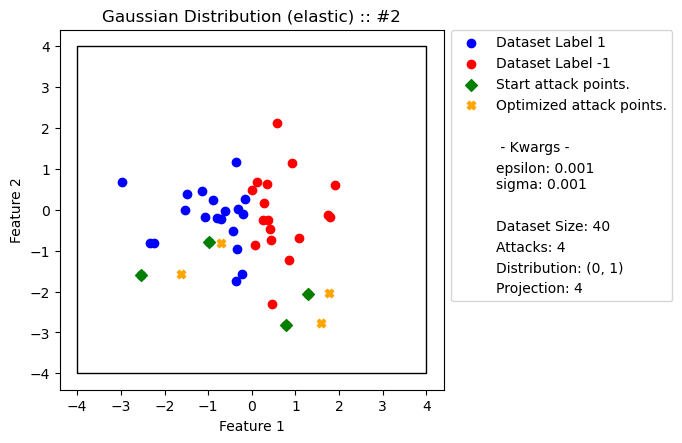 Gaussian Distribution (elastic) :: #2
4
3
2
1
0
−1
−2
−3
−4
Feature 2
−4 −3 −2 −1 0 1 2 3 4
Feature 1
Dataset Label 1
Dataset Label -1
Start attack points.
Optimized attack points.
- Kwargs -
epsilon: 0.001
sigma: 0.001
Dataset Size: 40
Attacks: 4
Distribution: (0, 1)
Projection: 4